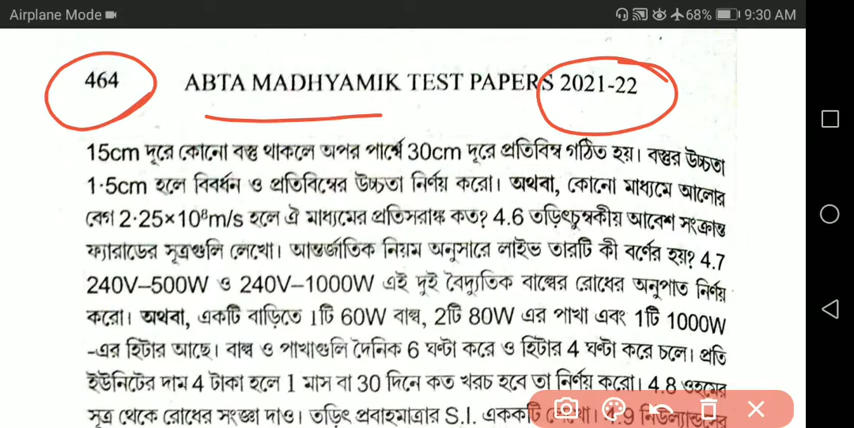 Airplane Mode 68% 9:30 AM
464 ABTA MADHYAMIK TEST PAPERS 2021-22
15cm দূরে কোনো বস্তু থাকলে অপর পার্শ্বে 30cm দূরে প্রতিবিম্ব গঠিত হয়। বস্তুর উচ্চতা
1·5cm হলে বিবর্ধন ও প্রতিবিম্বের উচ্চতা নির্ণয় করো। অথবা, কোনো মাধ্যমে আলোর
বেগ 2·25×10⁸m/s হলে ঐ মাধ্যমের প্রতিসরাঙ্ক কত? 4.6 তড়িৎচুম্বকীয় আবেশ সংক্রান্ত
ফ্যারাডের সূত্রগুলি লেখো। আন্তর্জাতিক নিয়ম অনুসারে লাইভ তারটি কী বর্ণের হয়? 4.7
240V–500W ও 240V–1000W এই দুই বৈদ্যুতিক বাল্বের রোধের অনুপাত নির্ণয়
করো। অথবা, একটি বাড়িতে 1টি 60W বাল্ব, 2টি 80W এর পাখা এবং 1টি 1000W
-এর হিটার আছে। বাল্ব ও পাখাগুলি দৈনিক 6 ঘণ্টা করে ও হিটার 4 ঘণ্টা করে চলে। প্রতি
ইউনিটের দাম 4 টাকা হলে 1 মাস বা 30 দিনে কত খরচ হবে তা নির্ণয় করো। 4.8 ওহমের
সূত্র থেকে রোধের সংজ্ঞা দাও। তড়িৎ প্রবাহমাত্রার S.I. এককটি লেখো। 4.9 নিউল্যান্ডসের